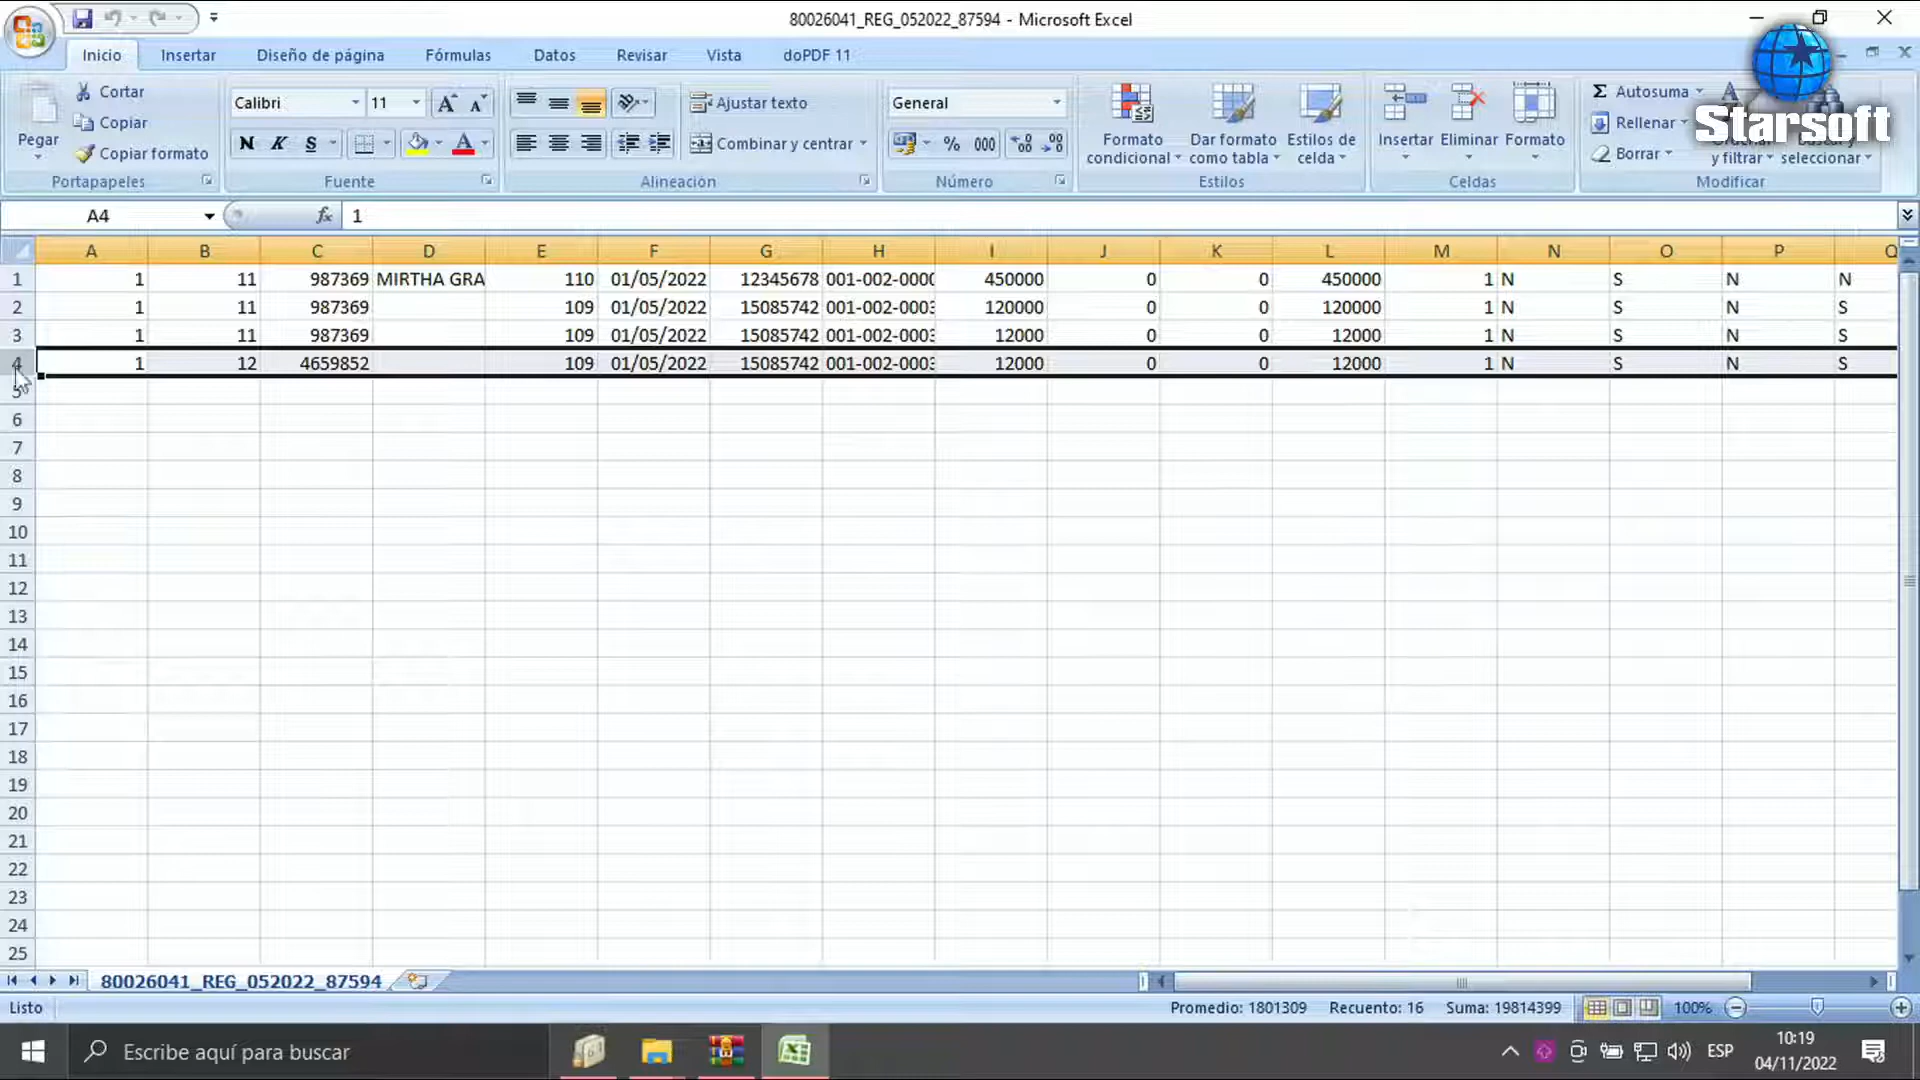 80026041_REG_052022_87594 - Microsoft Excel
Inicio Insertar Diseño de página Fórmulas Datos Revisar Vista doPDF 11
Starsoft
Pegar
Cortar
Copiar
Copiar formato
Portapapeles
Calibri 11
N K S
Fuente
Ajustar texto
Combinar y centrar
Alineación
General
% 000
Número
Formato condicional
Dar formato como tabla
Estilos de celda
Estilos
Insertar Eliminar Formato
Celdas
Autosuma
Rellenar
Borrar
y filtrar
seleccionar
Modificar
A4 fx 1
A B C D E F G H I J K L M N O P Q
1 1 11 987369 MIRTHA GRA 110 01/05/2022 12345678 001-002-000 450000 0 0 450000 1 N S N N
2 1 11 987369 109 01/05/2022 15085742 001-002-000 120000 0 0 120000 1 N S N S
3 1 11 987369 109 01/05/2022 15085742 001-002-000 12000 0 0 12000 1 N S N S
4 1 12 4659852 109 01/05/2022 15085742 001-002-000 12000 0 0 12000 1 N S N S
5
6
7
8
9
10
11
12
13
14
15
16
17
18
19
20
21
22
23
24
25
80026041_REG_052022_87594
Listo Promedio: 1801309 Recuento: 16 Suma: 19814399 100%
Escribe aquí para buscar ESP 10:19
04/11/2022